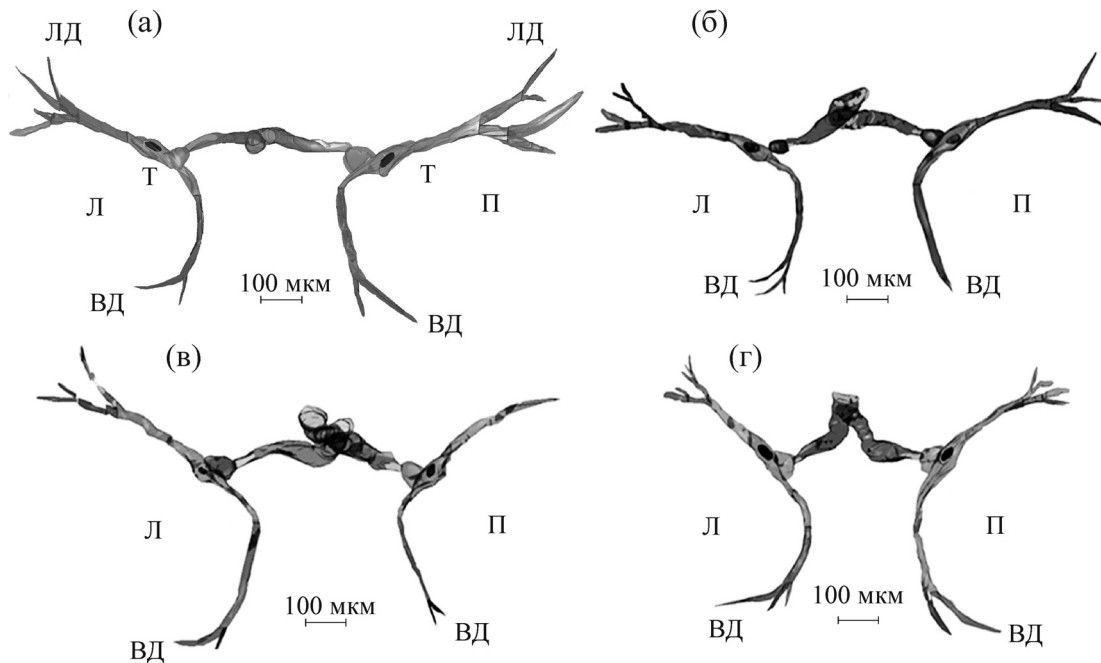 (а)
ЛД
ЛД
Т
Т
Л
П
100 мкм
ВД
ВД
(б)
Л
П
ВД
100 мкм
ВД
(в)
Л
П
100 мкм
ВД
ВД
(г)
Л
П
100 мкм
ВД
ВД